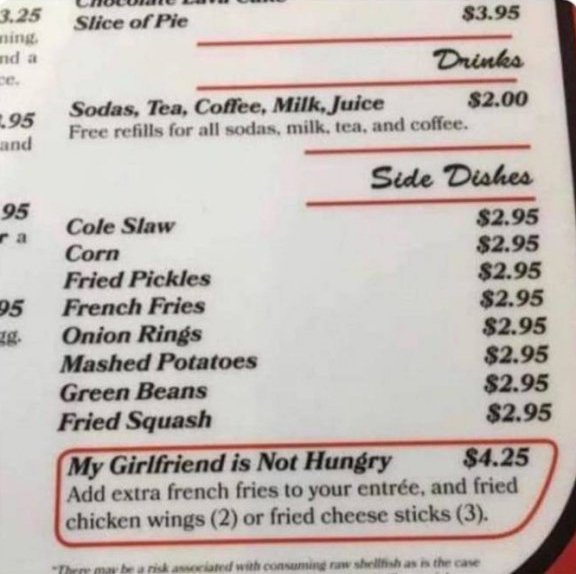 3.25
Chocolate Lava Cake
Slice of Pie $3.95
nd a
Drinks
.95
Sodas, Tea, Coffee, Milk, Juice $2.00
and
Free refills for all sodas, milk, tea, and coffee.
Side Dishes
95
r a
Cole Slaw $2.95
Corn $2.95
Fried Pickles $2.95
95
French Fries $2.95
gg.
Onion Rings $2.95
Mashed Potatoes $2.95
Green Beans $2.95
Fried Squash $2.95
My Girlfriend is Not Hungry $4.25
Add extra french fries to your entrée, and fried
chicken wings (2) or fried cheese sticks (3).
"There may be a risk associated with consuming raw shellfish as is the case